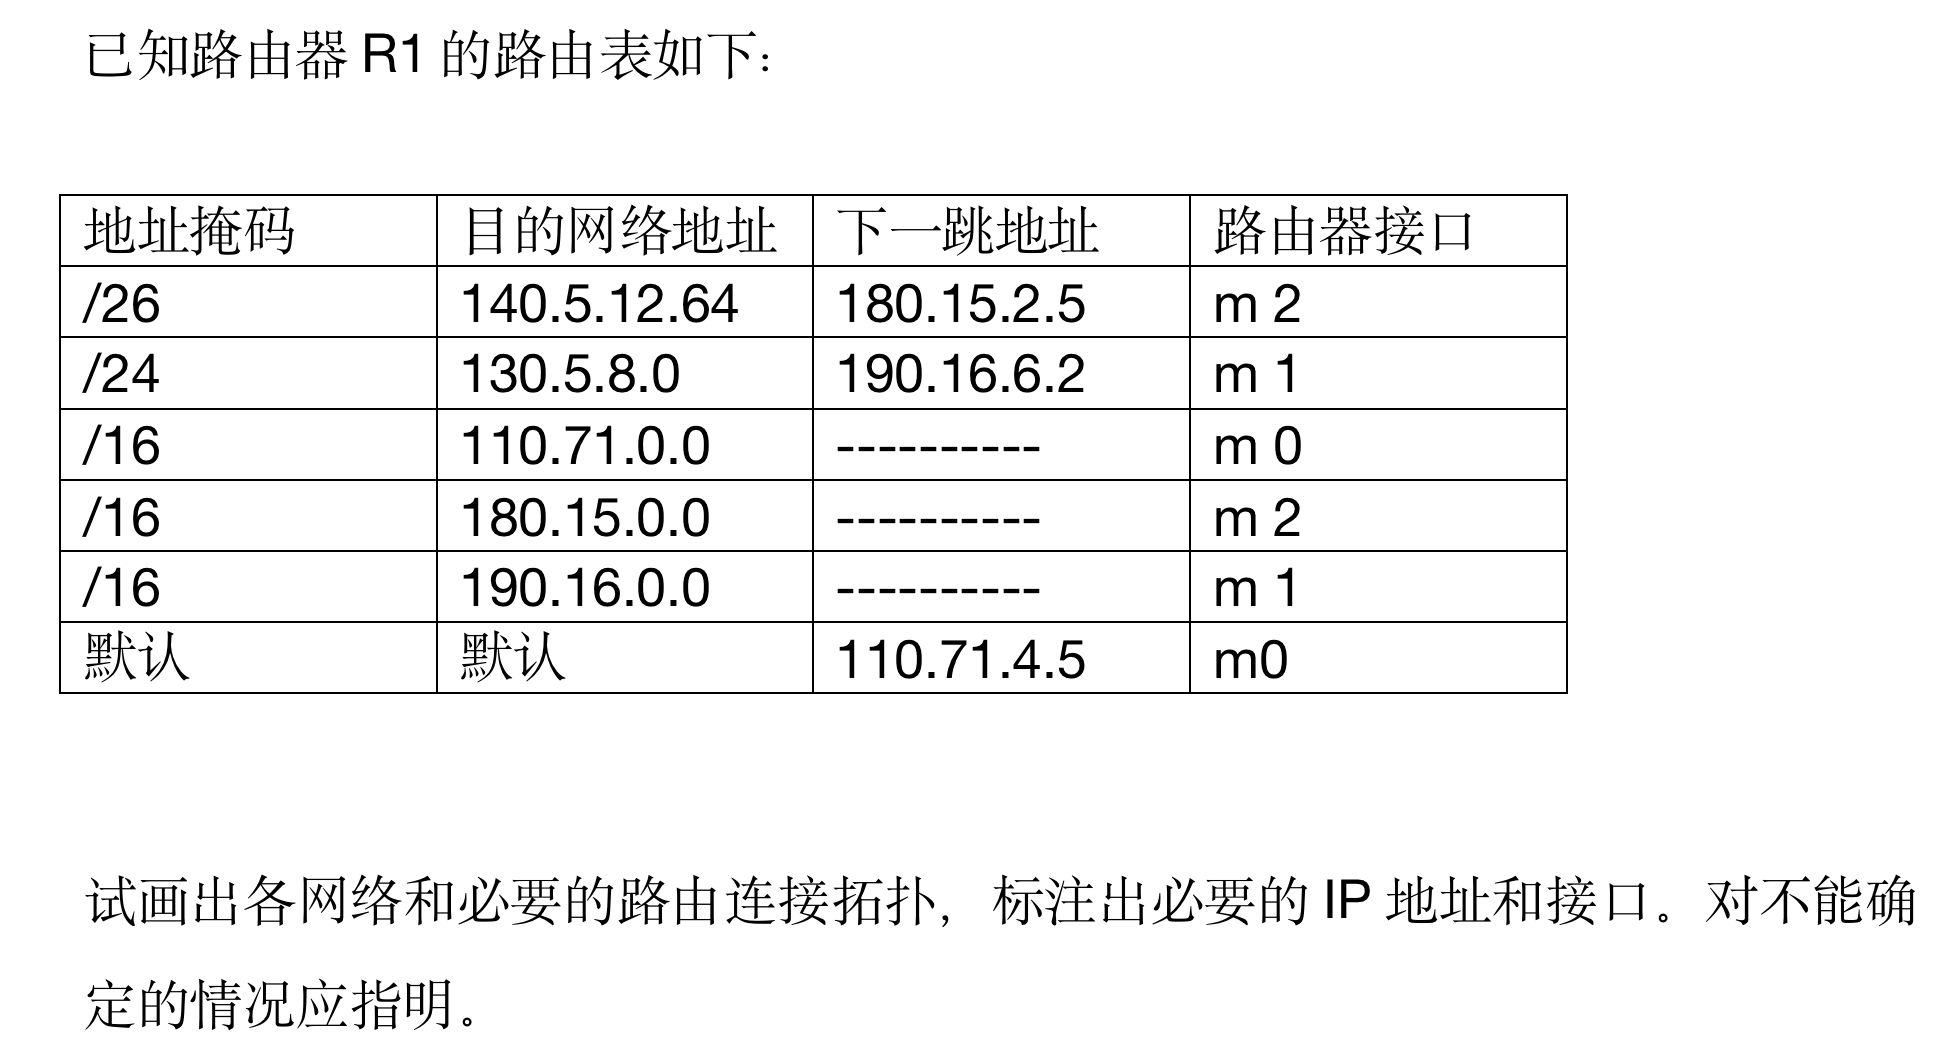 已知路由器 R1 的路由表如下：
地址掩码 目的网络地址 下一跳地址 路由器接口
/26 140.5.12.64 180.15.2.5 m 2
/24 130.5.8.0 190.16.6.2 m 1
/16 110.71.0.0 ---------- m 0
/16 180.15.0.0 ---------- m 2
/16 190.16.0.0 ---------- m 1
默认 默认 110.71.4.5 m0
试画出各网络和必要的路由连接拓扑，标注出必要的 IP 地址和接口。对不能确
定的情况应指明。